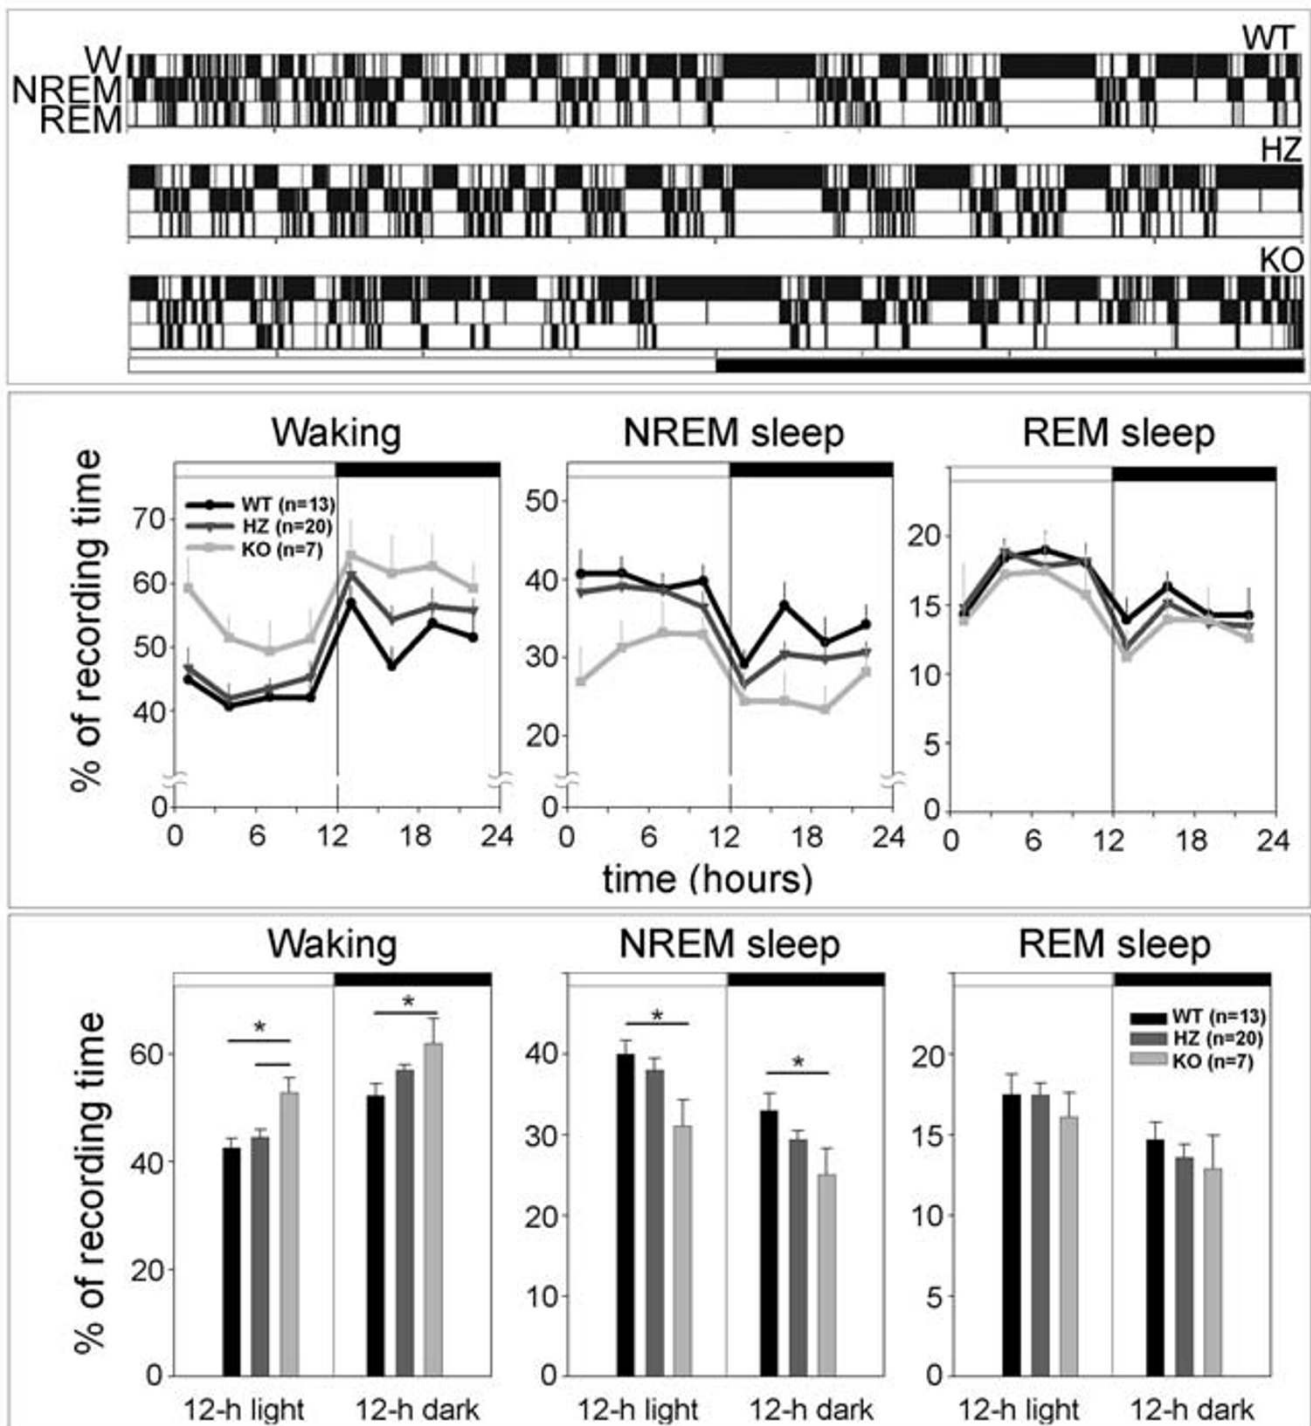 WT
W
NREM
REM
HZ
KO
Waking
NREM sleep
REM sleep
% of recording time
WT (n=13)
HZ (n=20)
KO (n=7)
70
60
50
40
0
0 6 12 18 24
50
40
30
20
0
0 6 12 18 24
20
15
10
5
0
0 6 12 18 24
time (hours)
Waking
NREM sleep
REM sleep
% of recording time
60
40
20
0
12-h light 12-h dark
*
*
40
30
20
10
0
12-h light 12-h dark
*
*
WT (n=13)
HZ (n=20)
KO (n=7)
20
15
10
5
0
12-h light 12-h dark